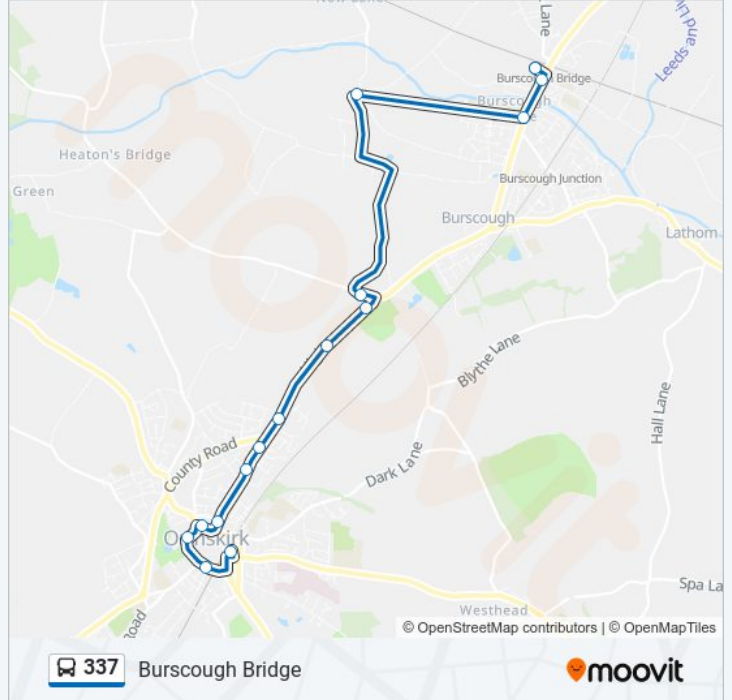 Lane
Leeds and Li
Burscough Bridge
Burscough
Heaton's Bridge
Green
Burscough Junction
Burscough
Lathom
Blythe Lane
Hall Lane
County Road
Dark Lane
Ormskirk
Spa La
Westhead
Road
© OpenStreetMap contributors | © OpenMapTiles
337 Burscough Bridge
moovit